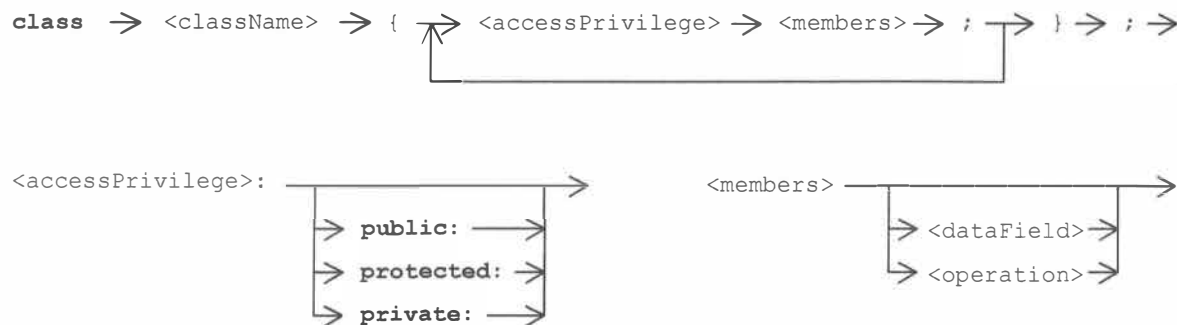 class <className> { <accessPrivilege> <members> ; } ;
<accessPrivilege>: <members>
public: <dataField>
protected: <operation>
private: